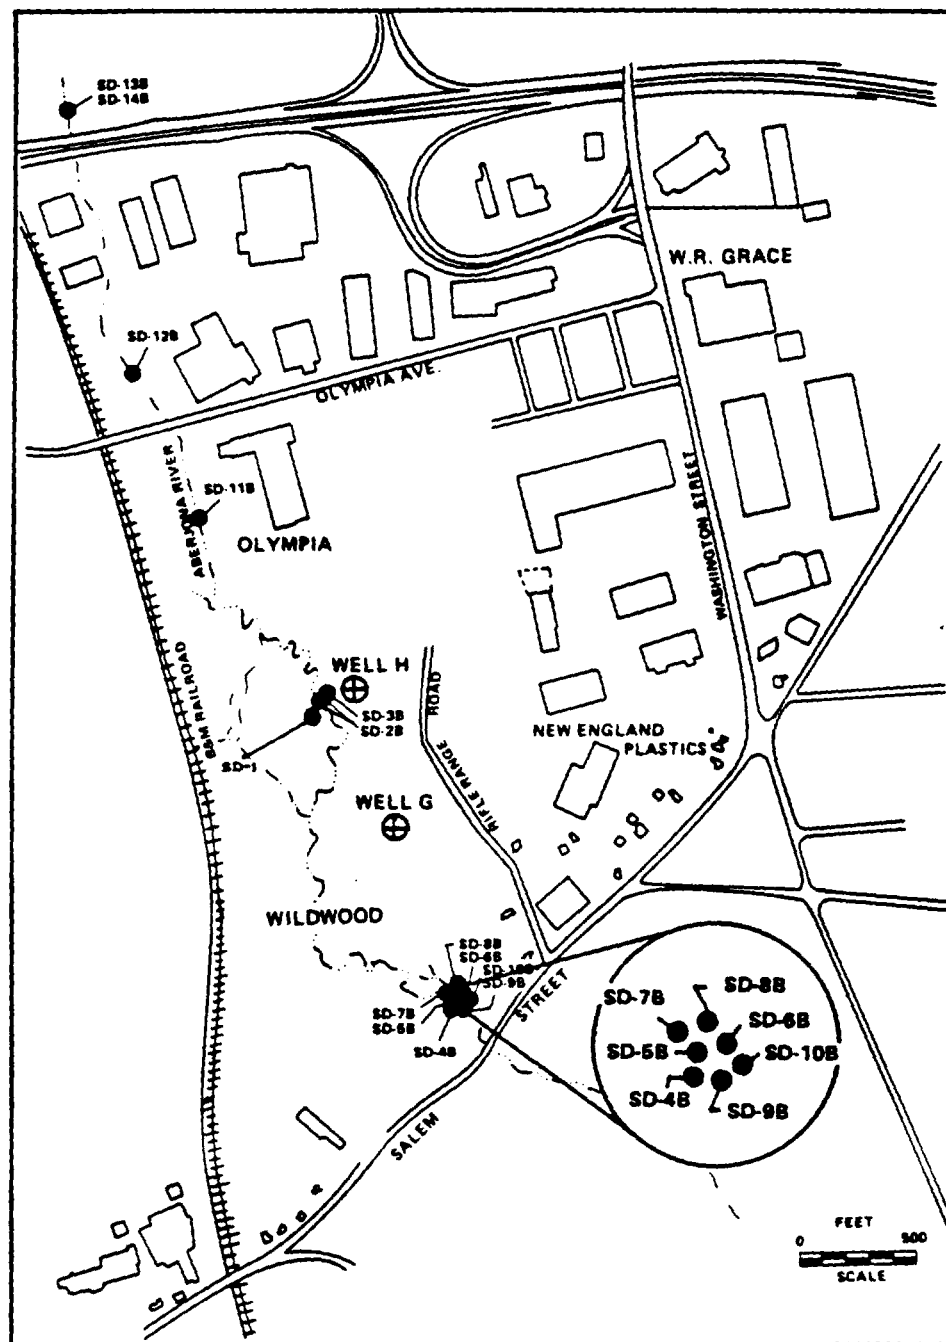 SD-13B
SD-14B
W.R. GRACE
SD-12B
OLYMPIA AVE.
ABERJONA RIVER
SD-11B
WASHINGTON STREET
OLYMPIA
B&M RAILROAD
WELL H
ROAD
SD-3B
SD-2B
NEW ENGLAND
PLASTICS
SD-1
RIFLE RANGE
WELL G
WILDWOOD
SD-8B
SD-6B
SD-10B
SD-9B
SD-7B
SD-5B
SD-4B
STREET
SALEM
SD-7B
SD-8B
SD-6B
SD-5B
SD-10B
SD-4B
SD-9B
FEET
0 500
SCALE